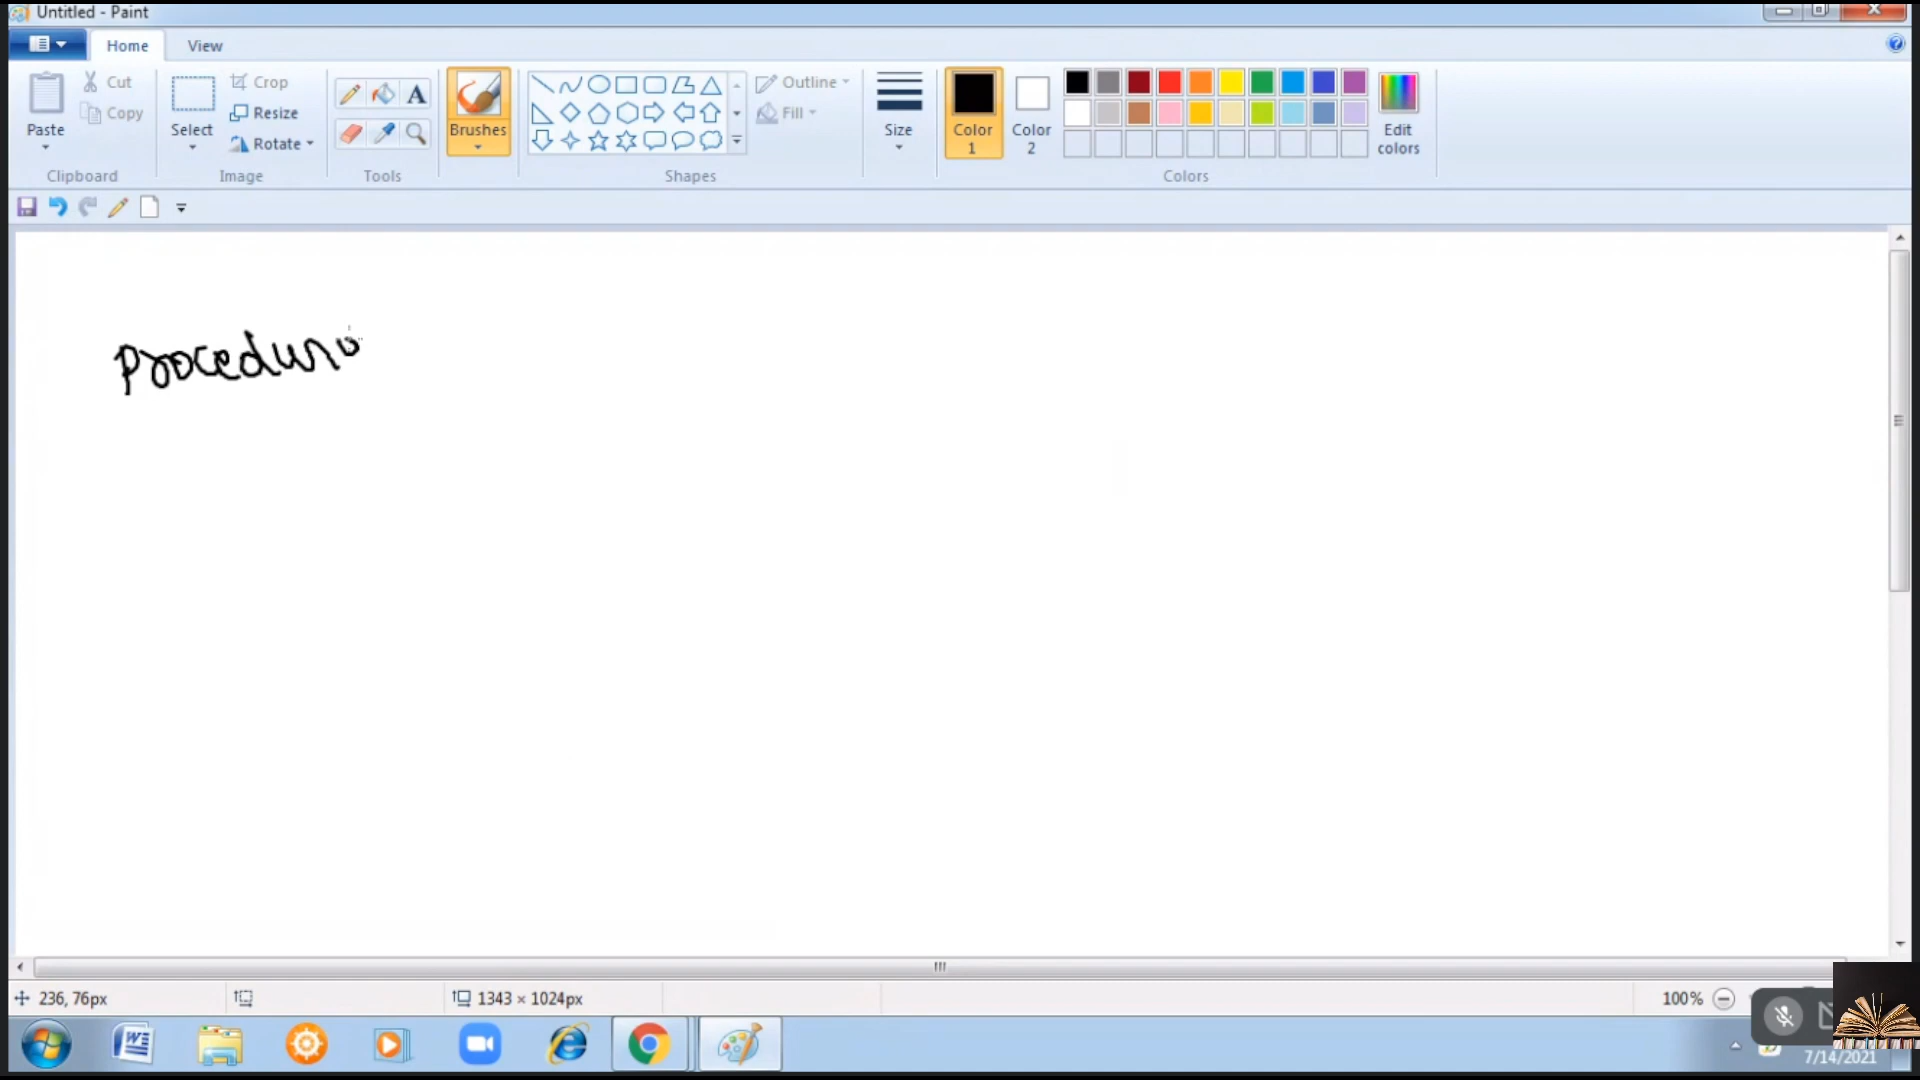 Untitled - Paint
Home View
Paste
Cut
Copy
Clipboard
Select
Crop
Resize
Rotate
Image
Tools
Brushes
Shapes
Outline
Fill
Size
Color 1
Color 2
Edit colors
Colors
236, 76px
1343 × 1024px
100%
7/14/2021